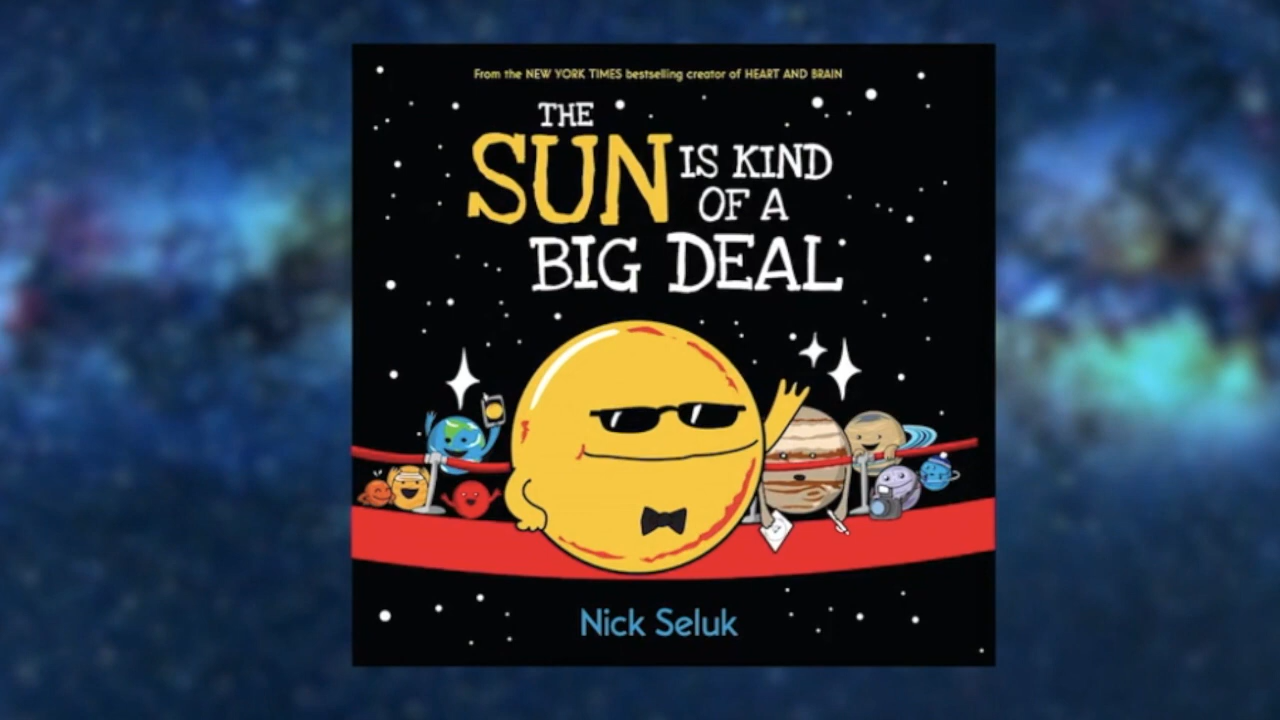 From the NEW YORK TIMES bestselling creator of HEART AND BRAIN
THE
SUN IS KIND
OF A
BIG DEAL
Nick Seluk